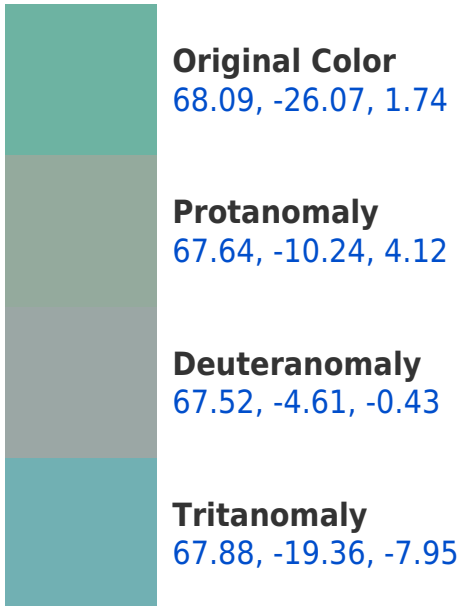 Original Color
68.09, -26.07, 1.74
Protanomaly
67.64, -10.24, 4.12
Deuteranomaly
67.52, -4.61, -0.43
Tritanomaly
67.88, -19.36, -7.95